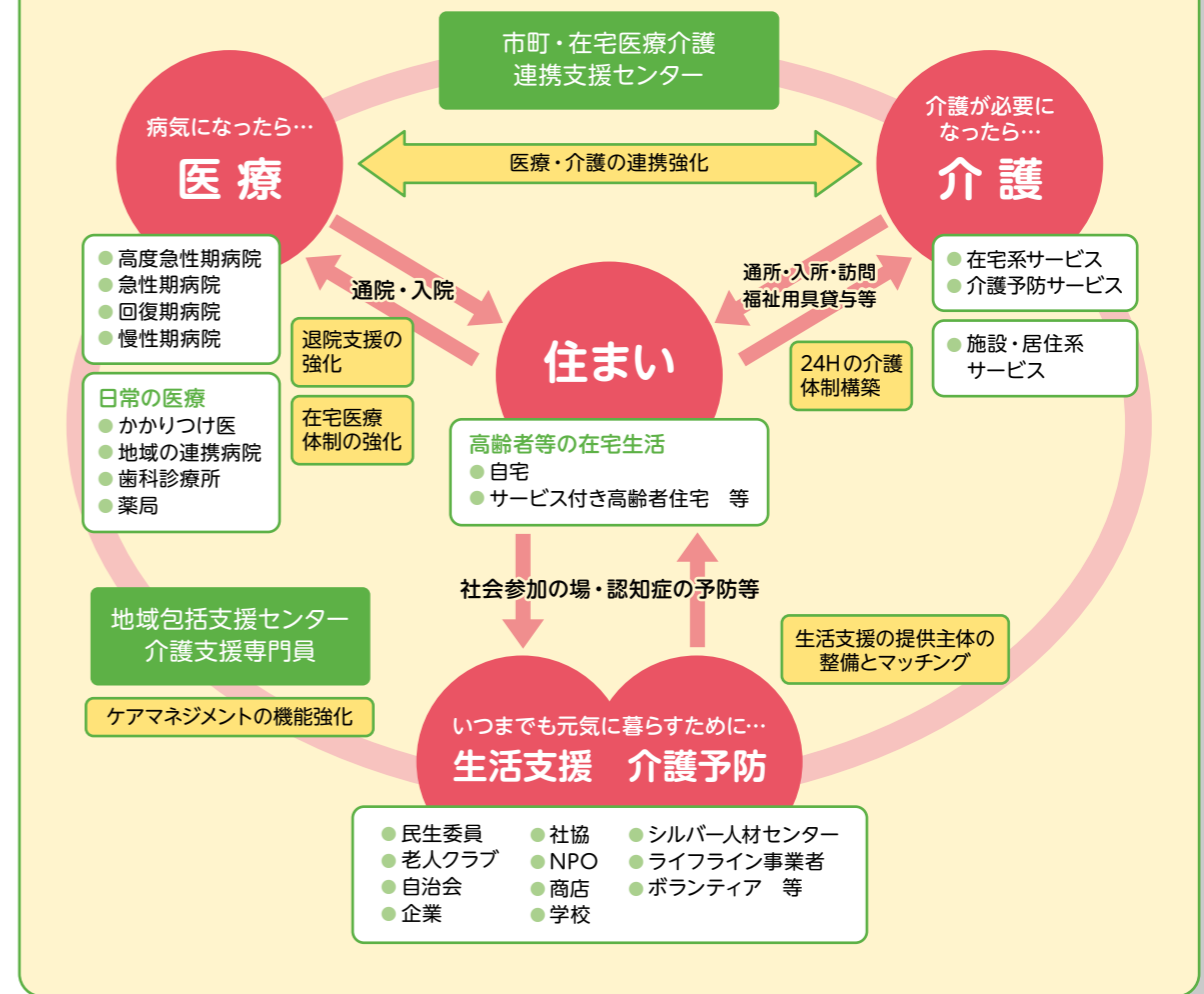 市町・在宅医療介護
連携支援センター
病気になったら…
医療
介護が必要に
なったら…
介護
医療・介護の連携強化
● 高度急性期病院
● 急性期病院
● 回復期病院
● 慢性期病院
日常の医療
● かかりつけ医
● 地域の連携病院
● 歯科診療所
● 薬局
通院・入院
退院支援の
強化
在宅医療
体制の強化
住まい
高齢者等の在宅生活
● 自宅
● サービス付き高齢者住宅 等
通所・入所・訪問
福祉用具貸与等
24Hの介護
体制構築
● 在宅系サービス
● 介護予防サービス
● 施設・居住系
サービス
社会参加の場・認知症の予防等
地域包括支援センター
介護支援専門員
ケアマネジメントの機能強化
生活支援の提供主体の
整備とマッチング
いつまでも元気に暮らすために…
生活支援 介護予防
● 民生委員
● 老人クラブ
● 自治会
● 企業
● 社協
● NPO
● 商店
● 学校
● シルバー人材センター
● ライフライン事業者
● ボランティア 等